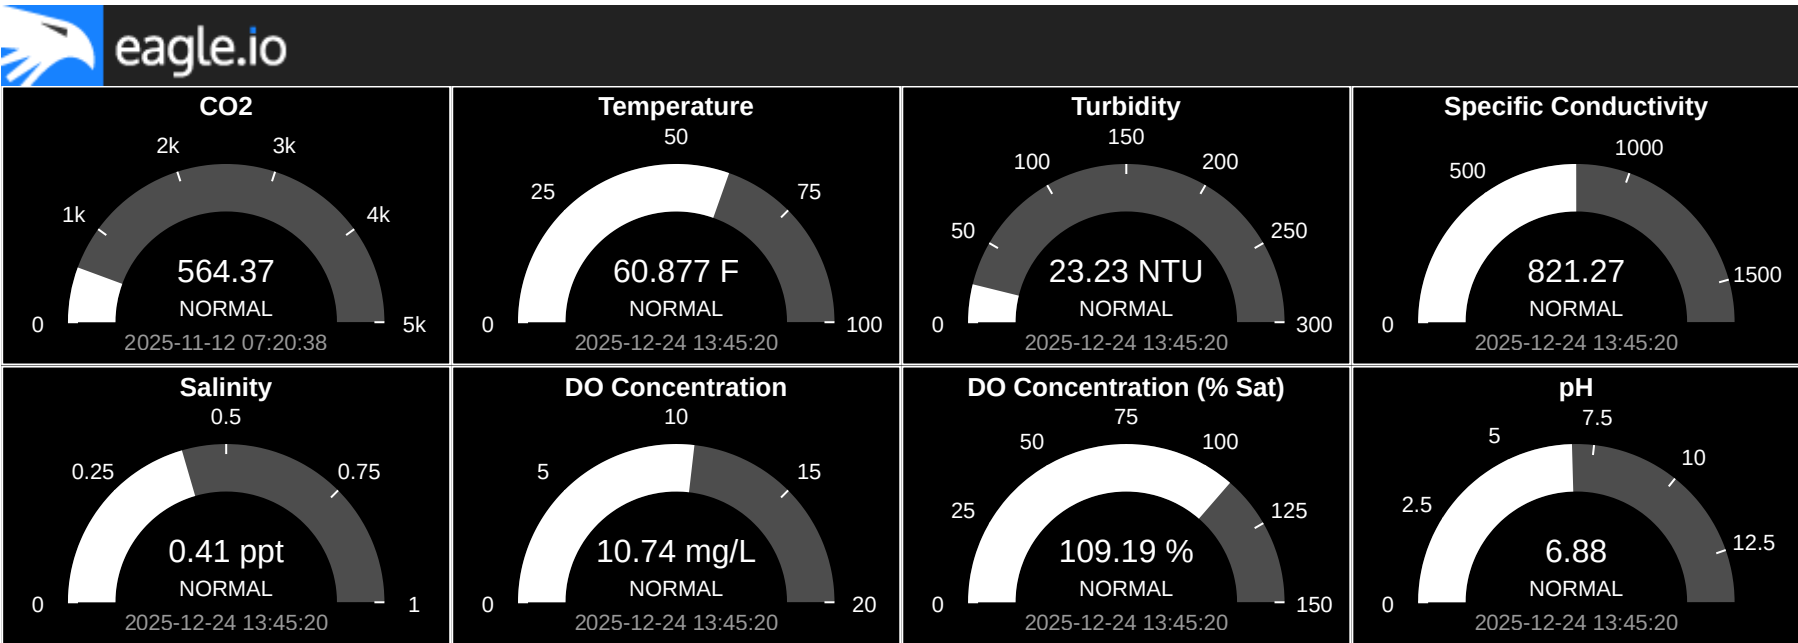 eagle.io
CO2
0
1k
2k
3k
4k
5k
564.37
NORMAL
2025-11-12 07:20:38
Temperature
0
25
50
75
100
60.877 F
NORMAL
2025-12-24 13:45:20
Turbidity
0
50
100
150
200
250
300
23.23 NTU
NORMAL
2025-12-24 13:45:20
Specific Conductivity
0
500
1000
1500
821.27
NORMAL
2025-12-24 13:45:20
Salinity
0
0.25
0.5
0.75
1
0.41 ppt
NORMAL
2025-12-24 13:45:20
DO Concentration
0
5
10
15
20
10.74 mg/L
NORMAL
2025-12-24 13:45:20
DO Concentration (% Sat)
0
25
50
75
100
125
150
109.19 %
NORMAL
2025-12-24 13:45:20
pH
0
2.5
5
7.5
10
12.5
6.88
NORMAL
2025-12-24 13:45:20